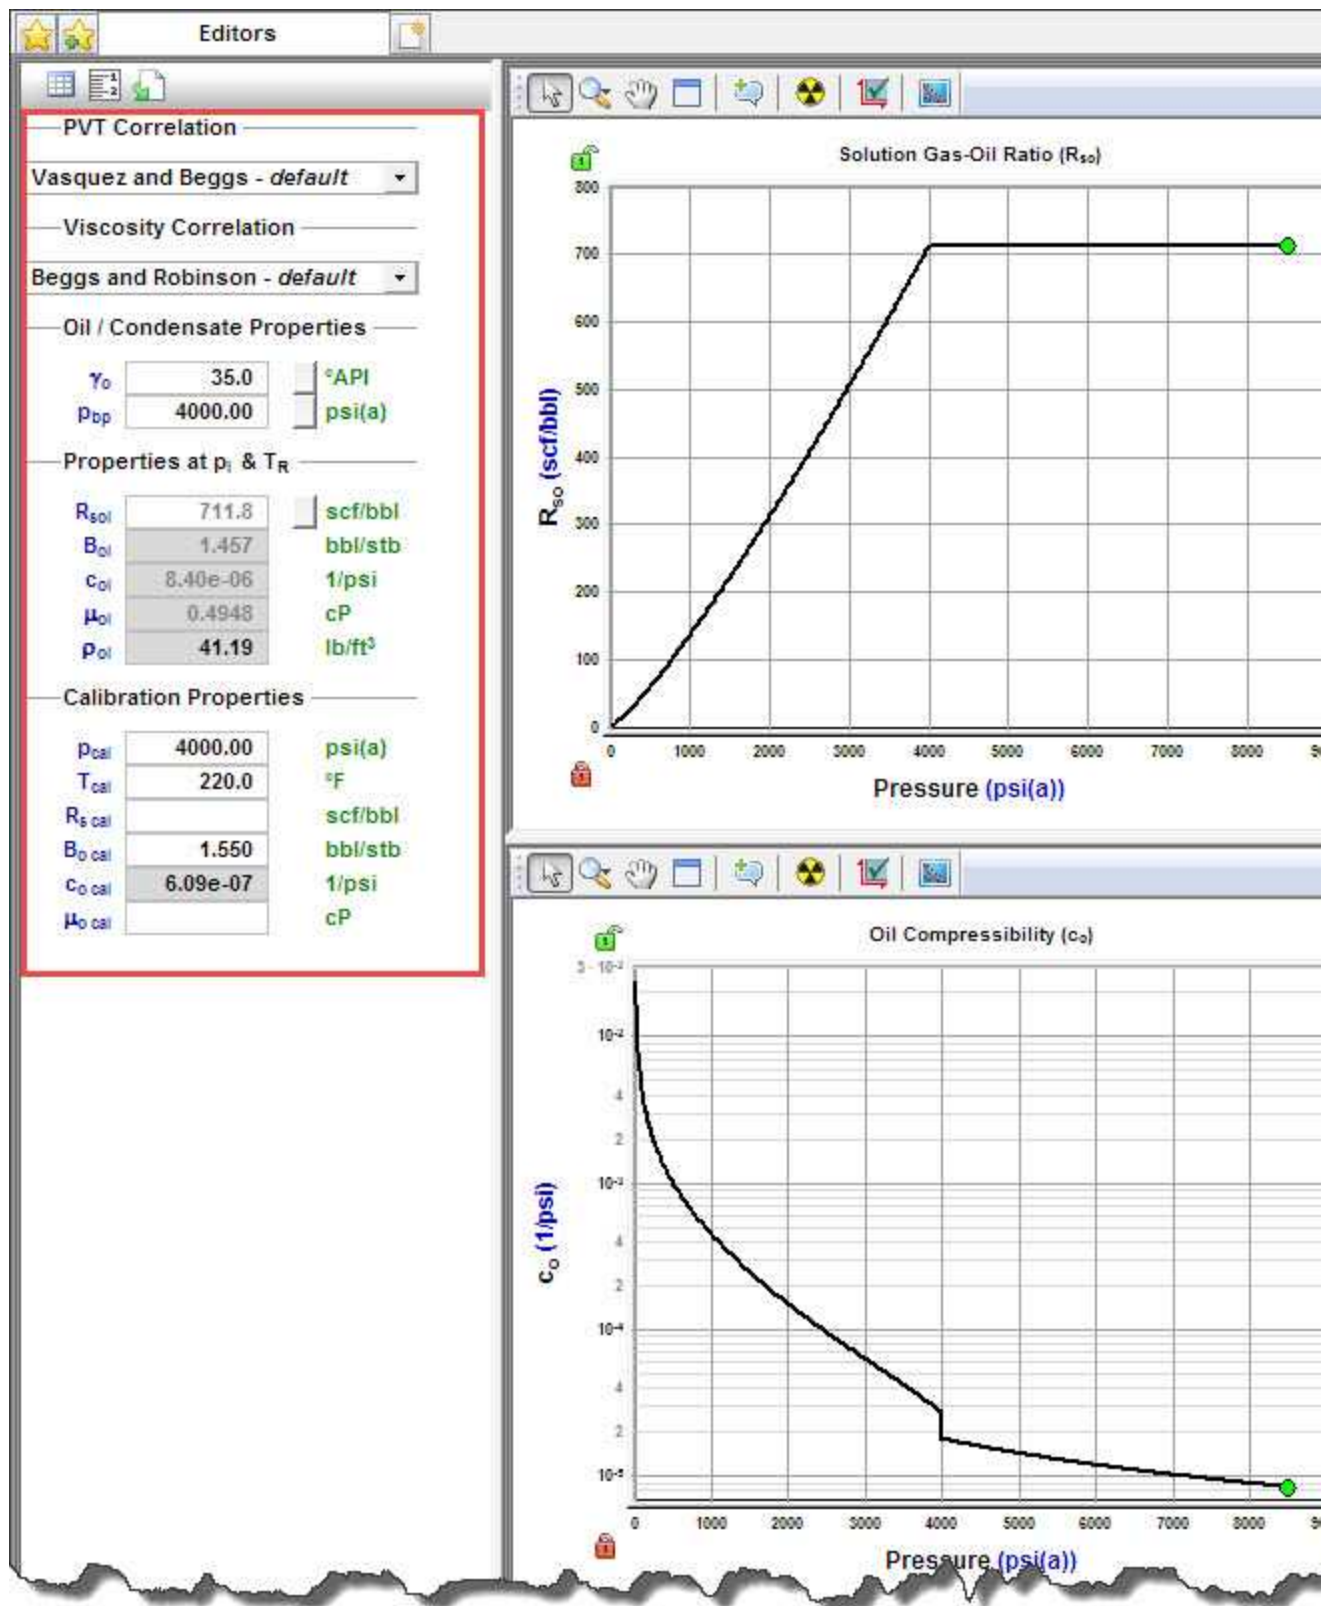 Editors
PVT Correlation
Vasquez and Beggs - default
Viscosity Correlation
Beggs and Robinson - default
Oil / Condensate Properties
γo 35.0 °API
pbp 4000.00 psi(a)
Properties at pi & TR
Rsoi 711.8 scf/bbl
Boi 1.457 bbl/stb
coi 8.40e-06 1/psi
μoi 0.4948 cP
ρoi 41.19 lb/ft³
Calibration Properties
pcal 4000.00 psi(a)
Tcal 220.0 °F
Rs cal scf/bbl
Bo cal 1.550 bbl/stb
co cal 6.09e-07 1/psi
μo cal cP
Solution Gas-Oil Ratio (Rso)
800
700
600
500
400
300
200
100
0
Rso (scf/bbl)
0 1000 2000 3000 4000 5000 6000 7000 8000
Pressure (psi(a))
Oil Compressibility (co)
10-2
4
2
10-3
4
2
10-4
4
2
10-5
co (1/psi)
0 1000 2000 3000 4000 5000 6000 7000 8000
Pressure (psi(a))